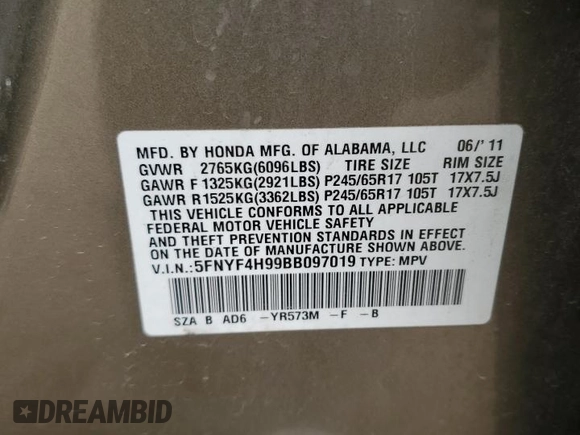 MFD. BY HONDA MFG. OF ALABAMA, LLC 06/'11
GVWR 2765KG(6096LBS) TIRE SIZE RIM SIZE
GAWR F 1325KG(2921LBS) P245/65R17 105T 17X7.5J
GAWR R1525KG(3362LBS) P245/65R17 105T 17X7.5J
THIS VEHICLE CONFORMS TO ALL APPLICABLE
FEDERAL MOTOR VEHICLE SAFETY
AND THEFT PREVENTION STANDARDS IN EFFECT
ON THE DATE OF MANUFACTURE SHOWN ABOVE.
V.I.N.:5FNYF4H99BB097019 TYPE: MPV
SZA B AD6 -YR573M -F -B
DREAMBID